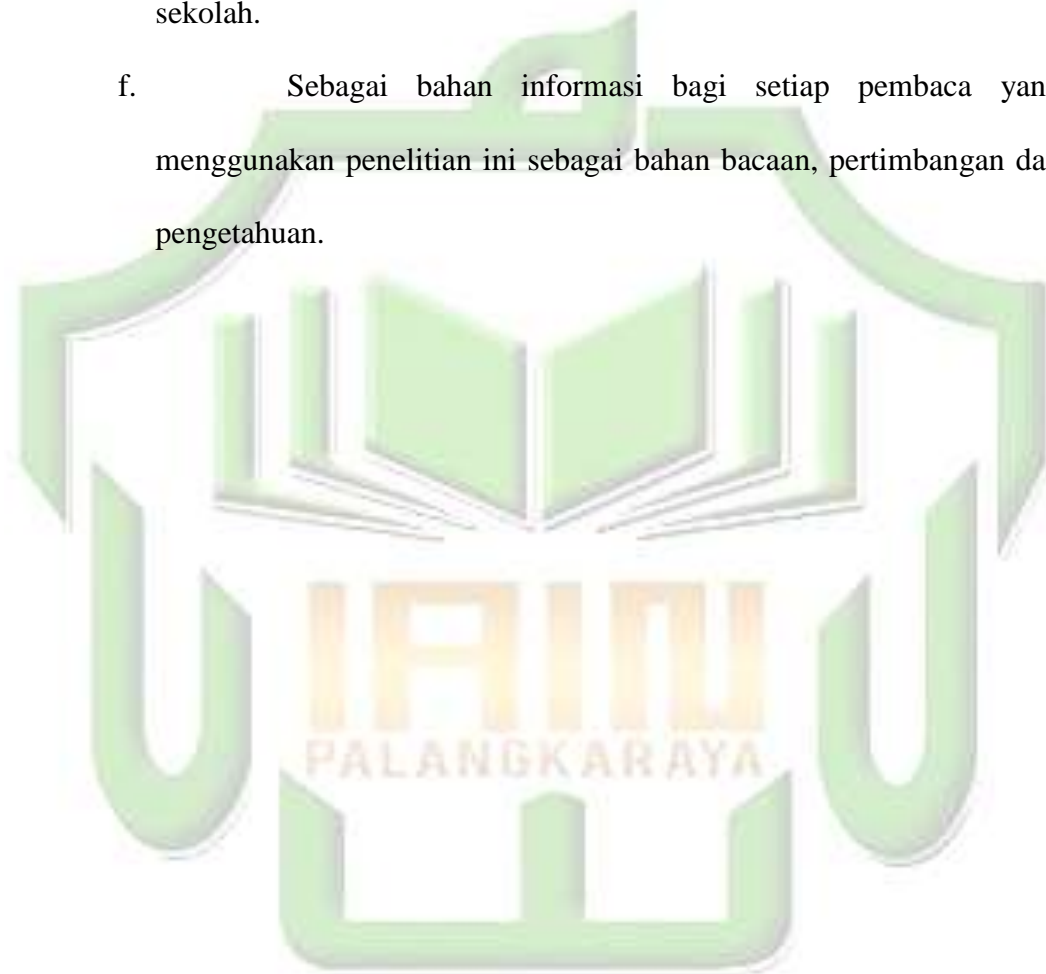 sekolah.
f. Sebagai bahan informasi bagi setiap pembaca yan
menggunakan penelitian ini sebagai bahan bacaan, pertimbangan da
pengetahuan.
IAIN
PALANGKARAYA